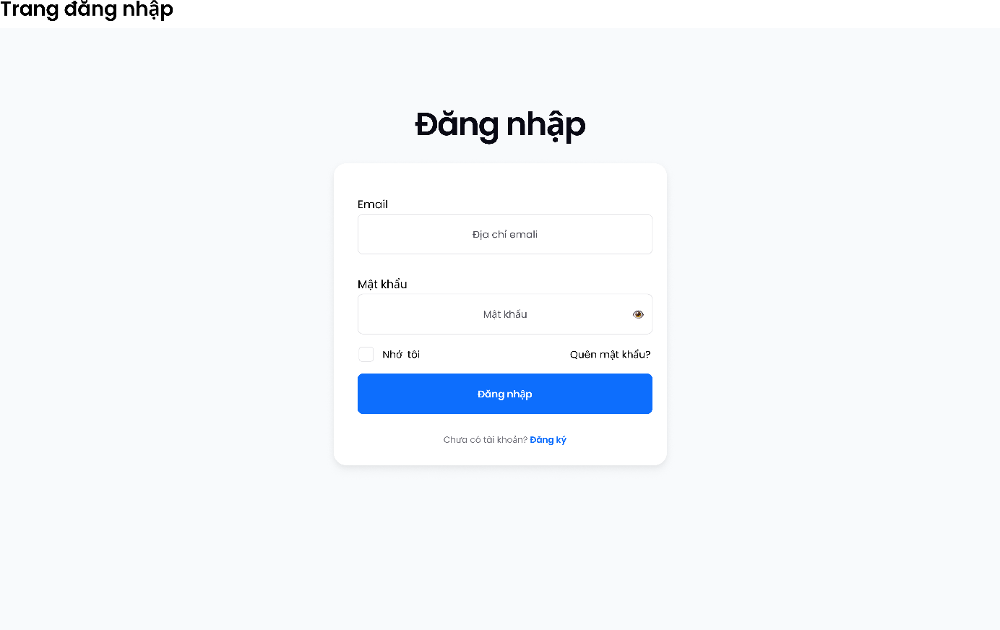 Trang đăng nhập
Đăng nhập
Email
Địa chỉ emali
Mật khẩu
Mật khẩu
Nhớ  tôi Quên mật khẩu?
Đăng nhập
Chưa có tài khoản? Đăng ký